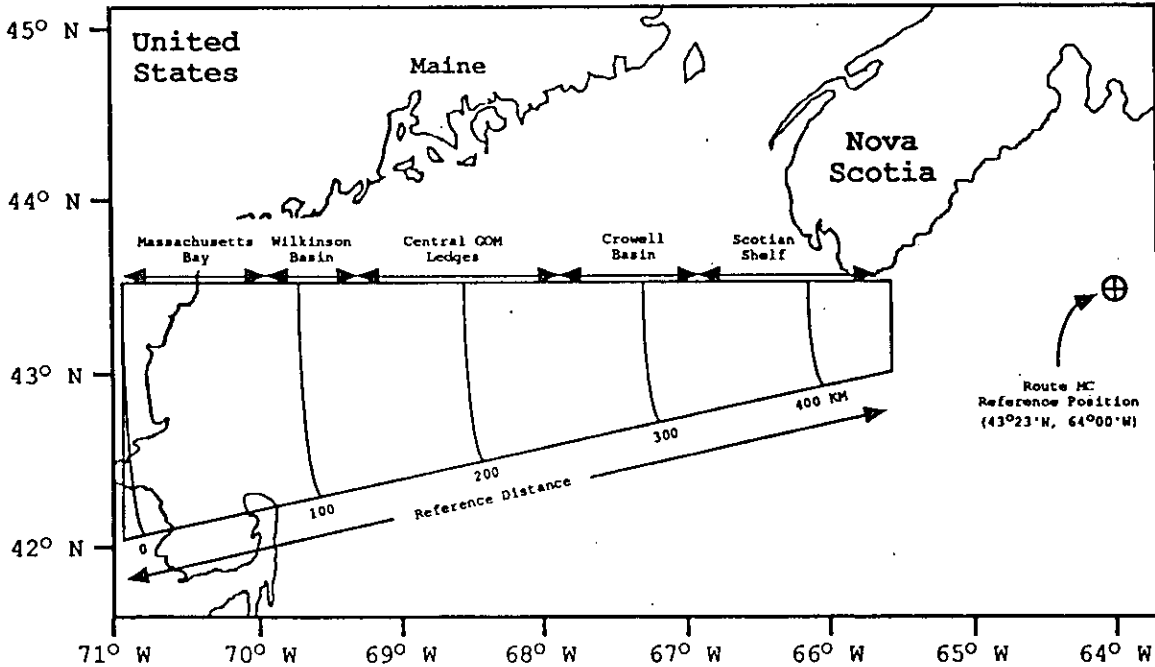 45° N
United
States
Maine
Nova
Scotia
44° N
Massachusetts
Bay
Wilkinson
Basin
Central GOM
Ledges
Crowell
Basin
Scotian
Shelf
43° N
Route MC
Reference Position
(43°23'N, 64°00'W)
400 KM
300
200
100
0
Reference Distance
42° N
71° W
70° W
69° W
68° W
67° W
66° W
65° W
64° W